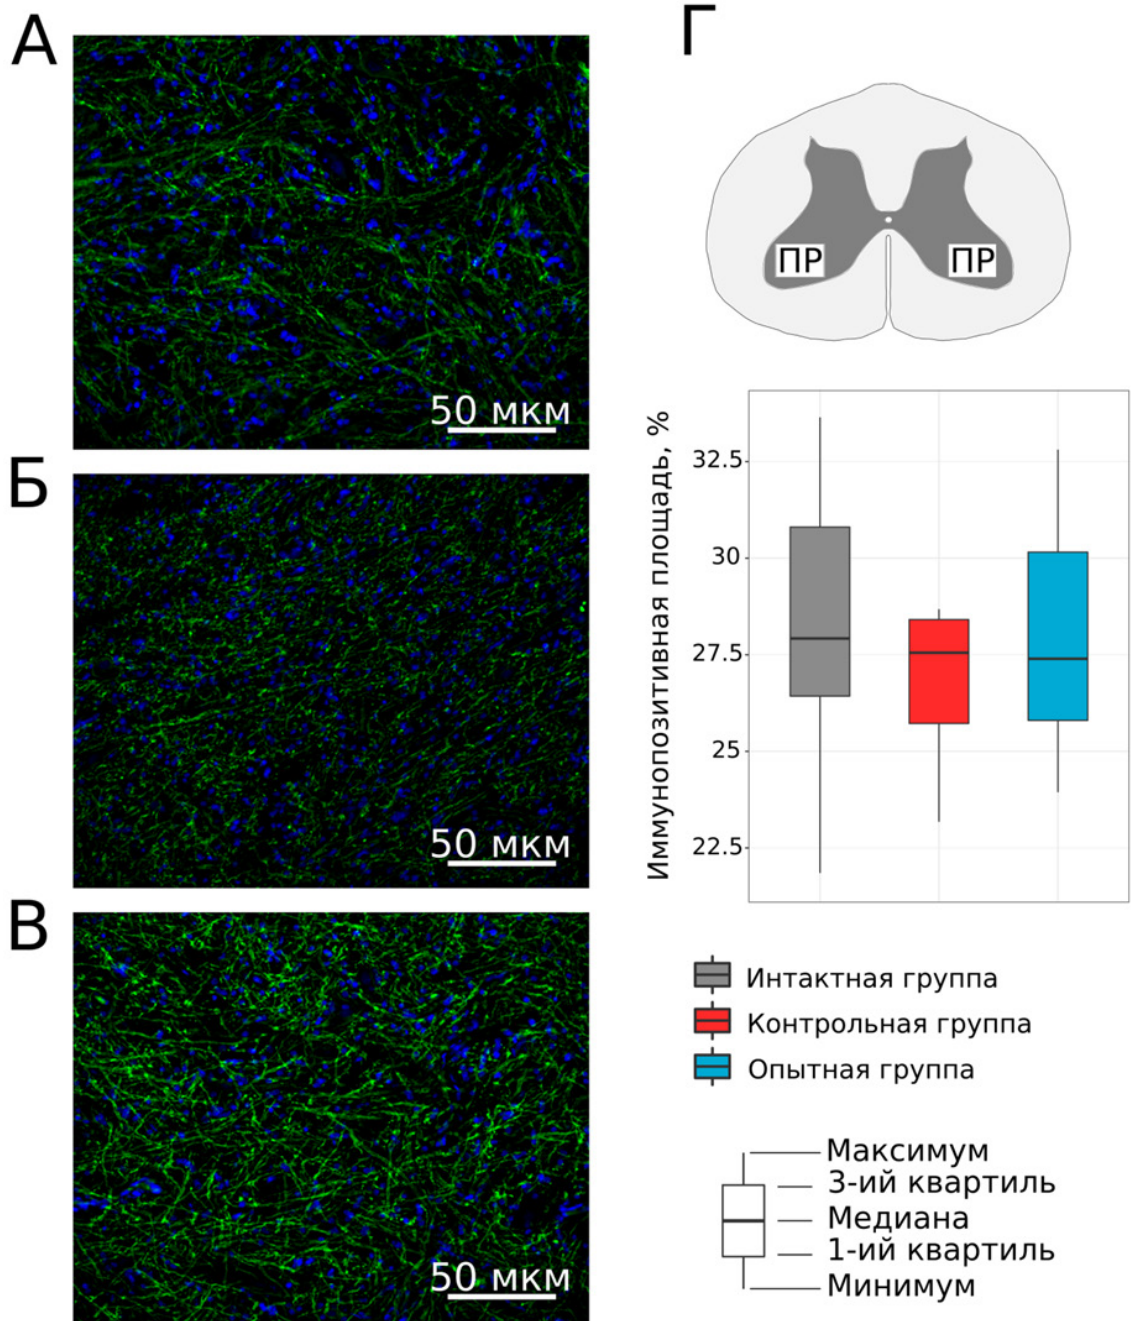 А
50 мкм
Б
50 мкм
В
50 мкм
Г
ПР
ПР
Иммунопозитивная площадь, %
32.5
30
27.5
25
22.5
Интактная группа
Контрольная группа
Опытная группа
Максимум
3-ий квартиль
Медиана
1-ий квартиль
Минимум